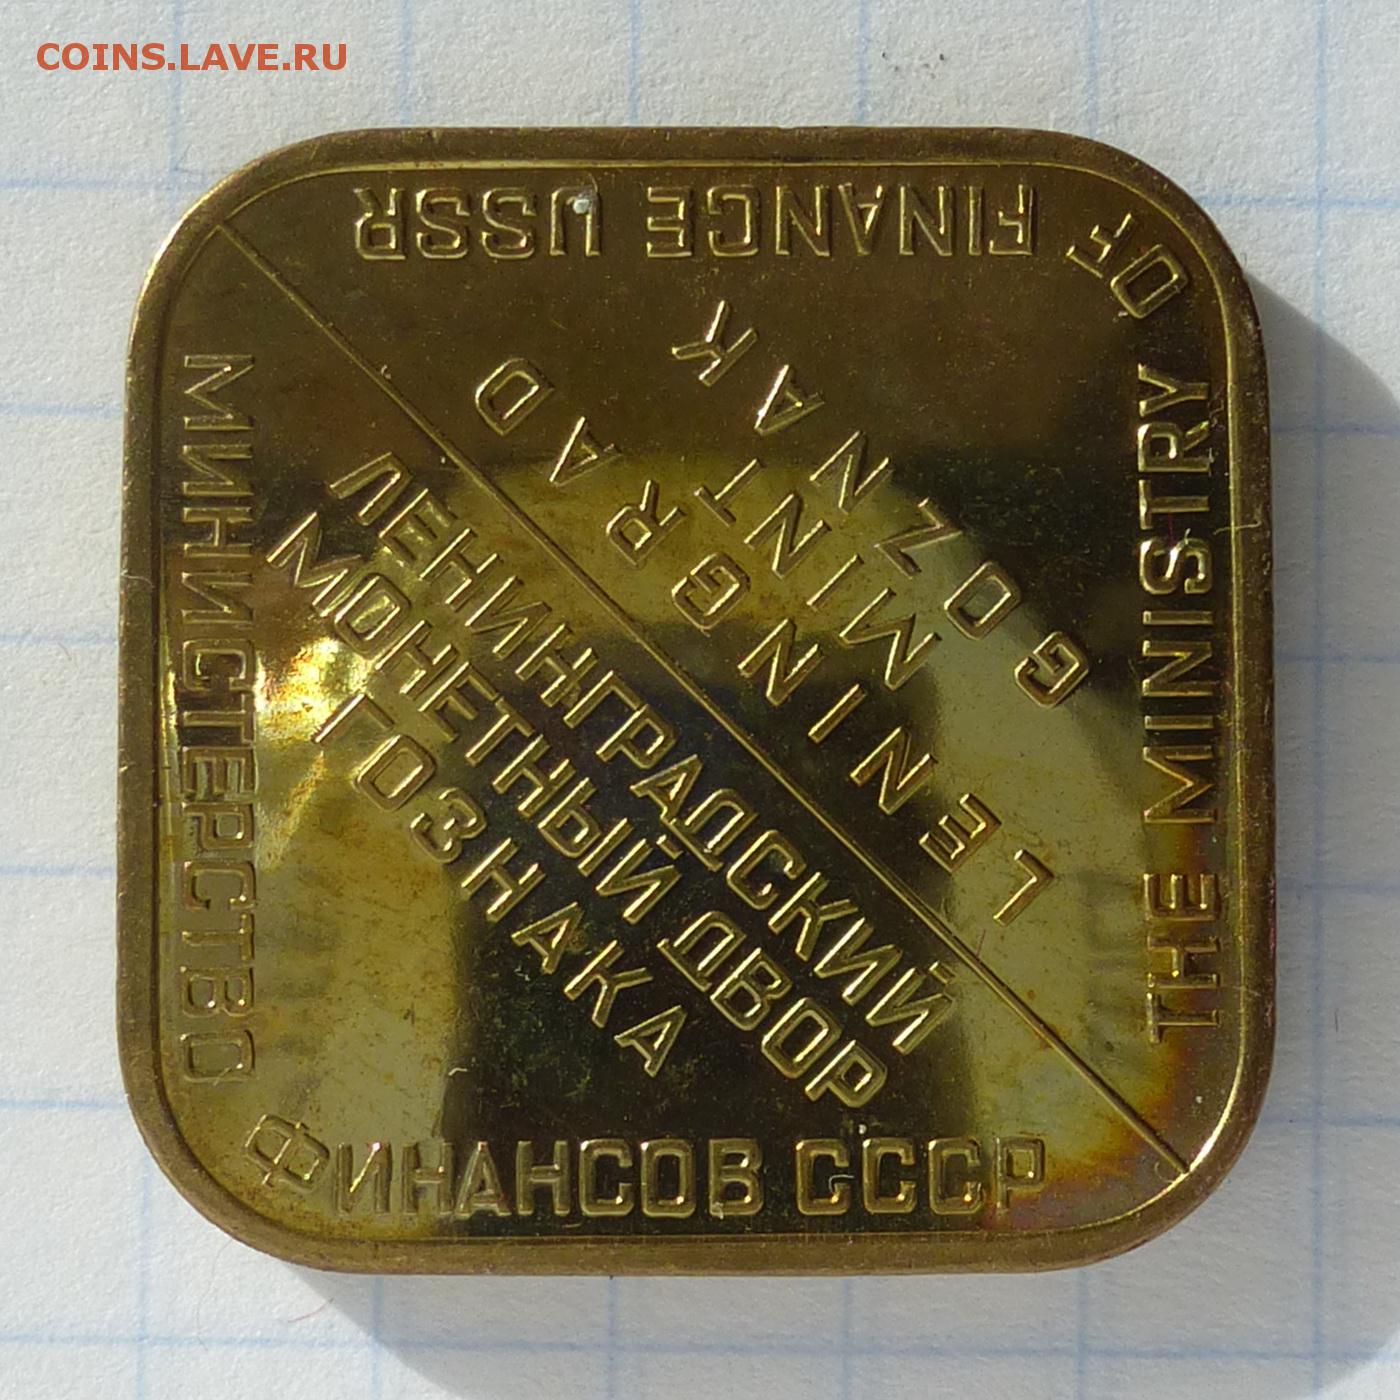 COINS.LAVE.RU
МИНИСТЕРСТВО
ФИНАНСОВ СССР
ЛЕНИНГРАДСКИЙ
МОНЕТНЫЙ ДВОР
ГОЗНАКА
THE MINISTRY OF FINANCE USSR
LENINGRAD
MINT
GOZNAK